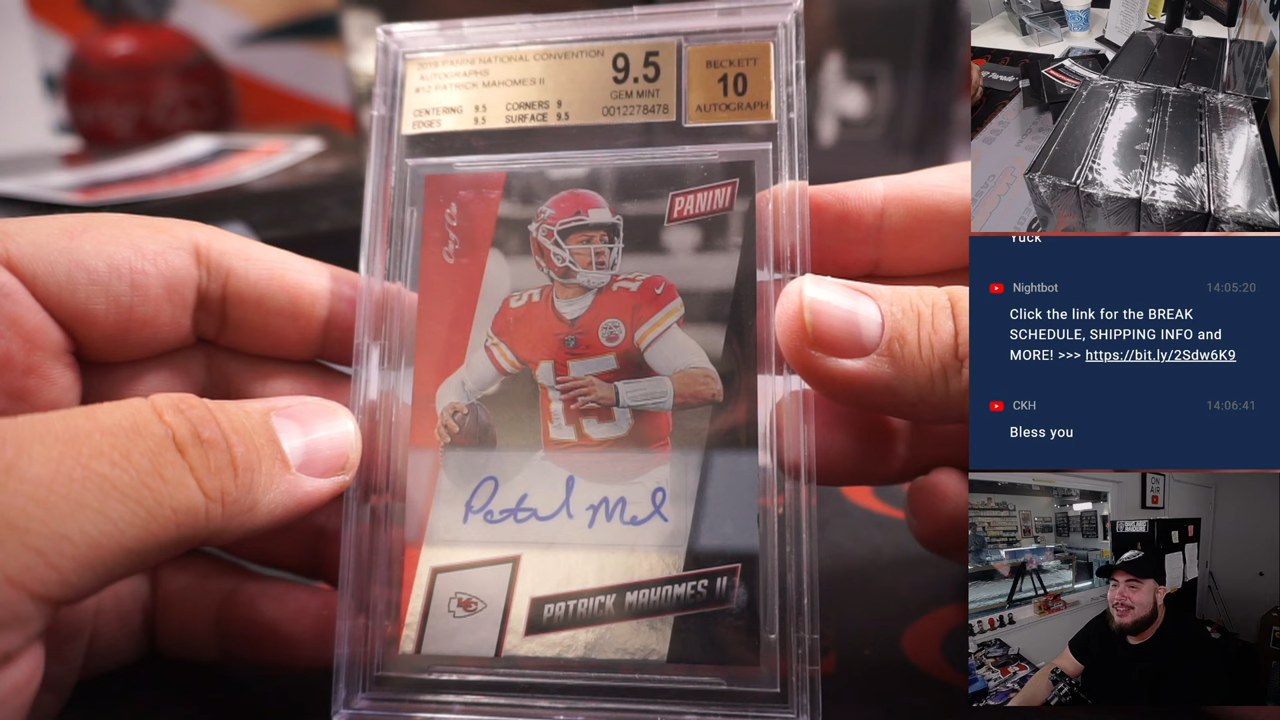 2019 PANINI NATIONAL CONVENTION
AUTOGRAPHS
#12 PATRICK MAHOMES II
CENTERING 9.5 CORNERS 9
EDGES 9.5 SURFACE 9.5
9.5
GEM MINT
0012278478
BECKETT
10
AUTOGRAPH
PANINI
15
15
PATRICK MAHOMES II
KC
Yuck
Nightbot 14:05:20
Click the link for the BREAK
SCHEDULE, SHIPPING INFO and
MORE! >>> https://bit.ly/2Sdw6K9
CKH 14:06:41
Bless you
ON
AIR